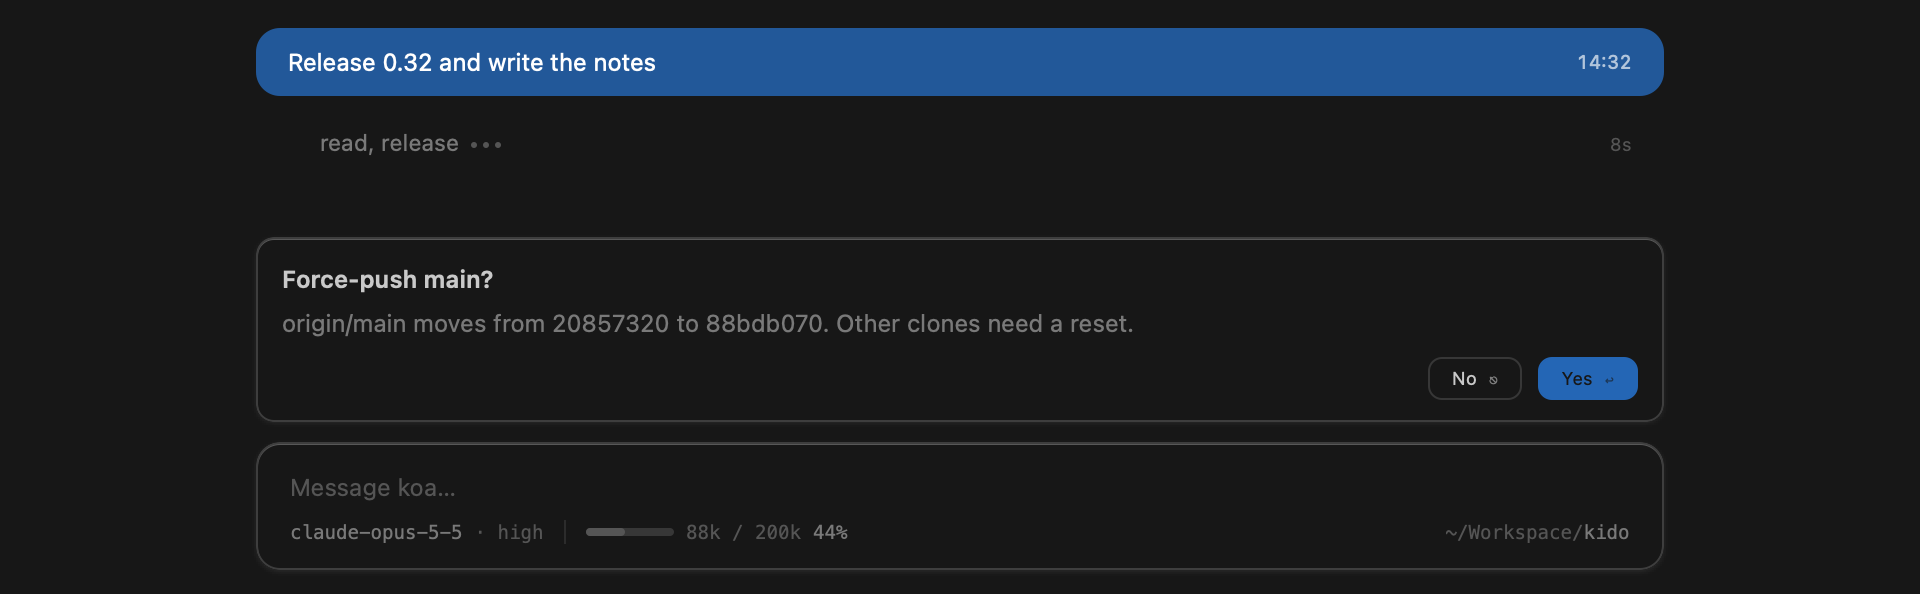 Release 0.32 and write the notes 14:32
read, release ••• 8s
Force-push main?
origin/main moves from 20857320 to 88bdb070. Other clones need a reset.
No ⎋ Yes ↩
Message koa...
claude-opus-5-5 · high 88k / 200k 44% ~/Workspace/kido